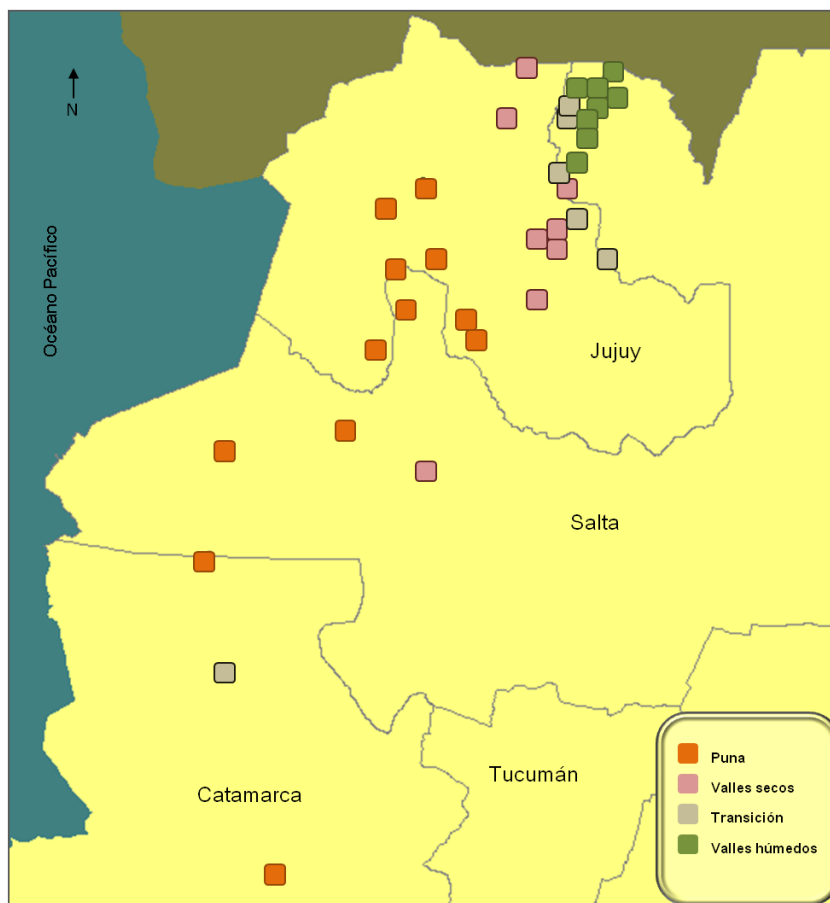 N
Océano Pacífico
Jujuy
Salta
Tucumán
Catamarca
Puna
Valles secos
Transición
Valles húmedos